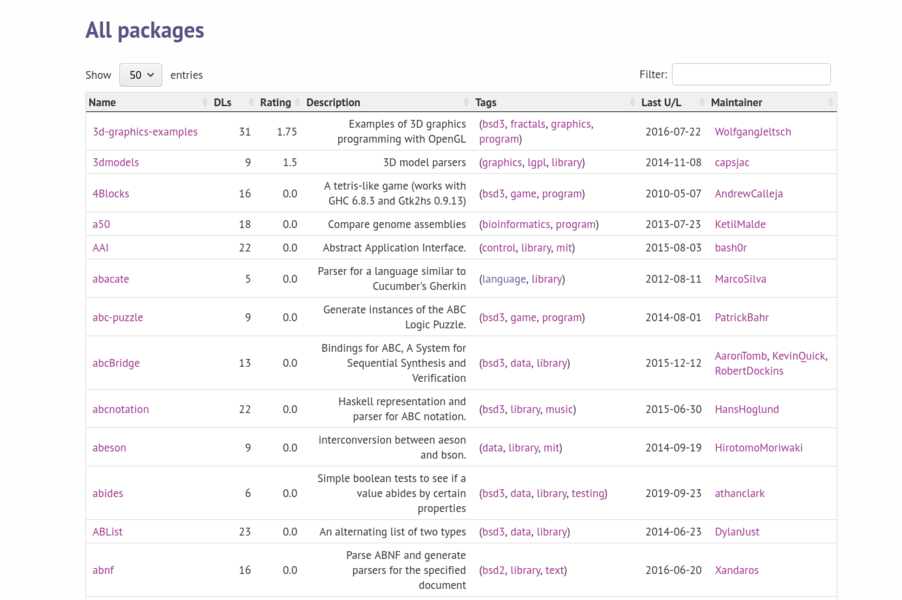 All packages
Show 50 entries Filter:
Name DLs Rating Description Tags Last U/L Maintainer
3d-graphics-examples 31 1.75 Examples of 3D graphics programming with OpenGL (bsd3, fractals, graphics, program) 2016-07-22 WolfgangJeltsch
3dmodels 9 1.5 3D model parsers (graphics, lgpl, library) 2014-11-08 capsjac
4Blocks 16 0.0 A tetris-like game (works with GHC 6.8.3 and Gtk2hs 0.9.13) (bsd3, game, program) 2010-05-07 AndrewCalleja
a50 18 0.0 Compare genome assemblies (bioinformatics, program) 2013-07-23 KetilMalde
AAI 22 0.0 Abstract Application Interface. (control, library, mit) 2015-08-03 bash0r
abacate 5 0.0 Parser for a language similar to Cucumber's Gherkin (language, library) 2012-08-11 MarcoSilva
abc-puzzle 9 0.0 Generate instances of the ABC Logic Puzzle. (bsd3, game, program) 2014-08-01 PatrickBahr
abcBridge 13 0.0 Bindings for ABC, A System for Sequential Synthesis and Verification (bsd3, data, library) 2015-12-12 AaronTomb, KevinQuick, RobertDockins
abcnotation 22 0.0 Haskell representation and parser for ABC notation. (bsd3, library, music) 2015-06-30 HansHoglund
abeson 9 0.0 interconversion between aeson and bson. (data, library, mit) 2014-09-19 HirotomoMoriwaki
abides 6 0.0 Simple boolean tests to see if a value abides by certain properties (bsd3, data, library, testing) 2019-09-23 athanclark
ABList 23 0.0 An alternating list of two types (bsd3, data, library) 2014-06-23 DylanJust
abnf 16 0.0 Parse ABNF and generate parsers for the specified document (bsd2, library, text) 2016-06-20 Xandaros